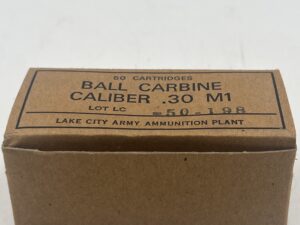 50 CARTRIDGES
BALL CARBINE
CALIBER .30 M1
LOT LC -50-198
LAKE CITY ARMY AMMUNITION PLANT